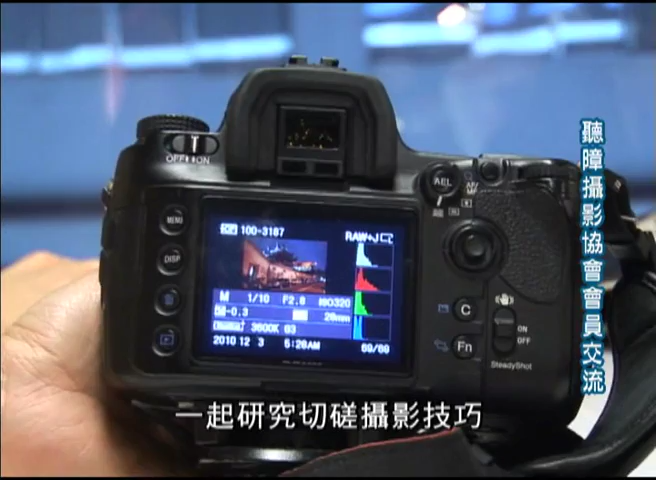 聽障攝影協會會員交流
AEL
OFF ON
MENU
DISP
100-3187
RAW+J
M 1/10 F2.8 ISO320
-0.3 28mm
3600K G3
2010 12 3 5:26AM 69/69
C
ON
OFF
Fn
SteadyShot
一起研究切磋攝影技巧